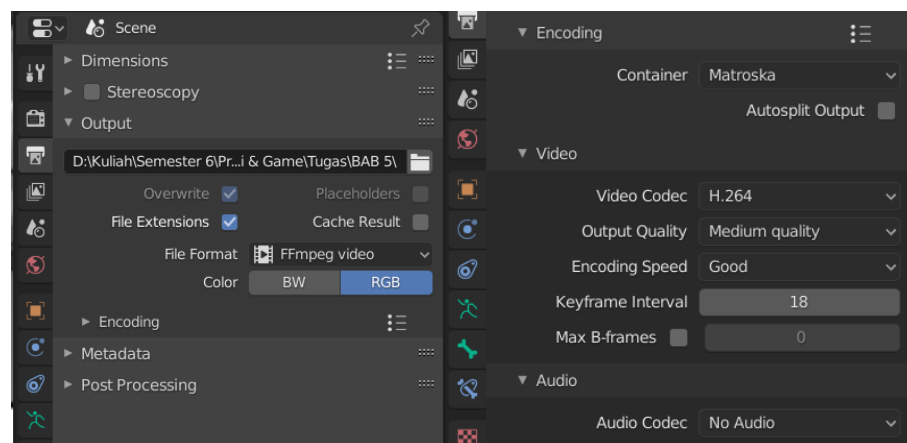 Scene
Dimensions
Stereoscopy
Output
D:\Kuliah\Semester 6\Pr...i & Game\Tugas\BAB 5\
Overwrite Placeholders
File Extensions Cache Result
File Format FFmpeg video
Color BW RGB
Encoding
Metadata
Post Processing
Encoding
Container Matroska
Autosplit Output
Video
Video Codec H.264
Output Quality Medium quality
Encoding Speed Good
Keyframe Interval 18
Max B-frames 0
Audio
Audio Codec No Audio